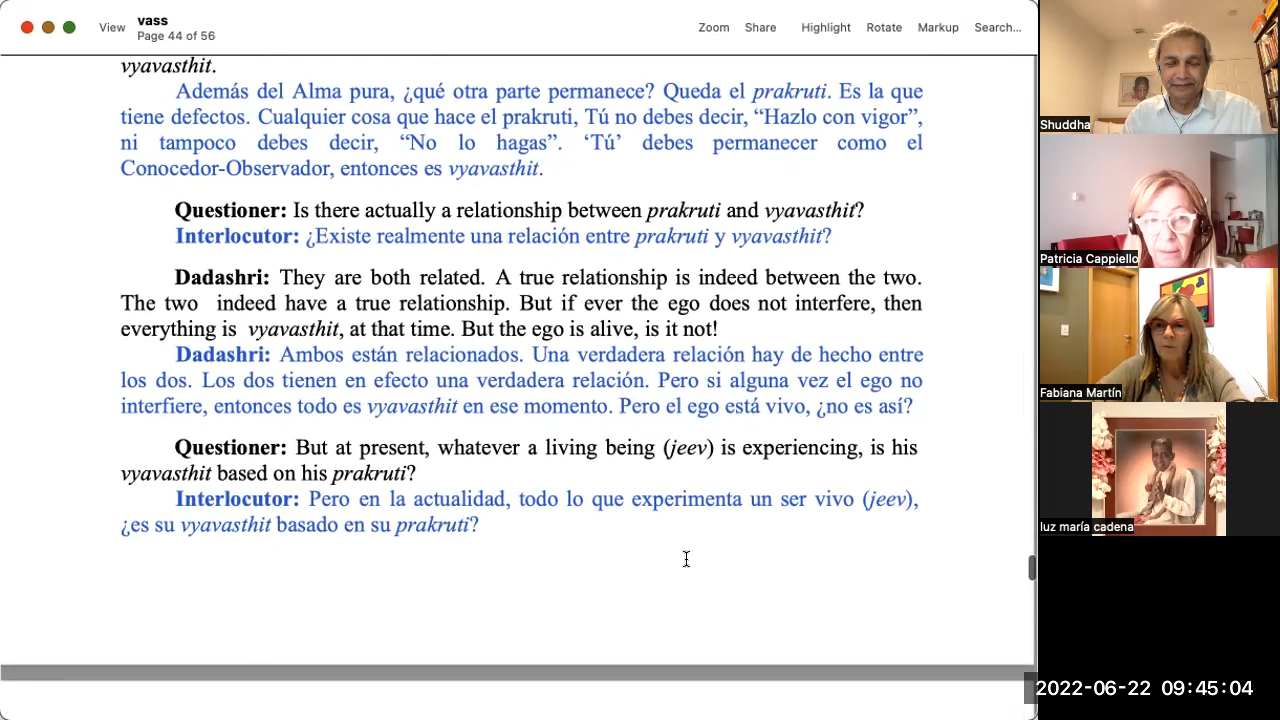 View
vass
Page 44 of 56
Zoom
Share
Highlight
Rotate
Markup
Search...
vyavasthit.
Además del Alma pura, ¿qué otra parte permanece? Queda el prakruti. Es la que
tiene defectos. Cualquier cosa que hace el prakruti, Tú no debes decir, “Hazlo con vigor”,
ni tampoco debes decir, “No lo hagas”. ‘Tú’ debes permanecer como el
Conocedor-Observador, entonces es vyavasthit.
Questioner: Is there actually a relationship between prakruti and vyavasthit?
Interlocutor: ¿Existe realmente una relación entre prakruti y vyavasthit?
Dadashri: They are both related. A true relationship is indeed between the two.
The two indeed have a true relationship. But if ever the ego does not interfere, then
everything is vyavasthit, at that time. But the ego is alive, is it not!
Dadashri: Ambos están relacionados. Una verdadera relación hay de hecho entre
los dos. Los dos tienen en efecto una verdadera relación. Pero si alguna vez el ego no
interfiere, entonces todo es vyavasthit en ese momento. Pero el ego está vivo, ¿no es así?
Questioner: But at present, whatever a living being (jeev) is experiencing, is his
vyavasthit based on his prakruti?
Interlocutor: Pero en la actualidad, todo lo que experimenta un ser vivo (jeev),
¿es su vyavasthit basado en su prakruti?
Shuddha
Patricia Cappiello
Fabiana Martín
luz maría cadena
2022-06-22 09:45:04